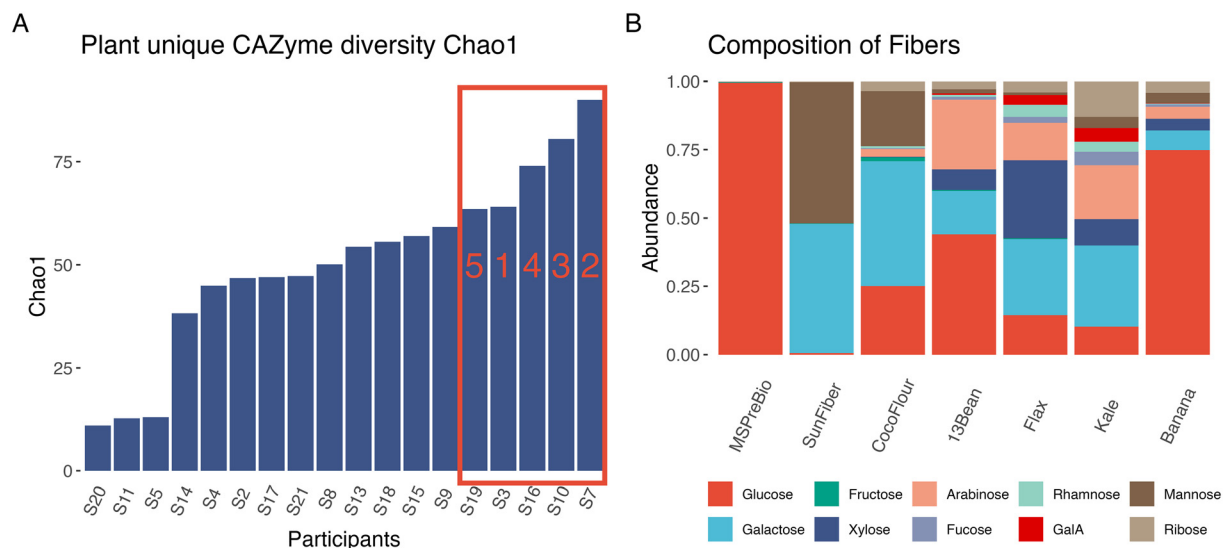 A
Plant unique CAZyme diversity Chao1
Chao1
75
50
25
0
5 1 4 3 2
S20 S11 S5 S14 S4 S2 S17 S21 S8 S13 S18 S15 S9 S19 S3 S16 S10 S7
Participants
B
Composition of Fibers
Abundance
1.00
0.75
0.50
0.25
0.00
MSPreBio SunFiber CocoFlour 13Bean Flax Kale Banana
Glucose Fructose Arabinose Rhamnose Mannose
Galactose Xylose Fucose GalA Ribose